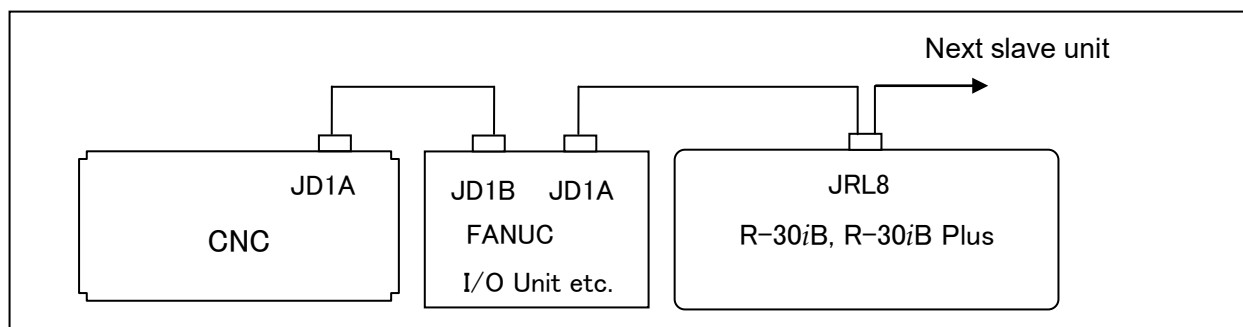 Next slave unit
JD1A
CNC
JD1B JD1A
FANUC
I/O Unit etc.
JRL8
R-30iB, R-30iB Plus